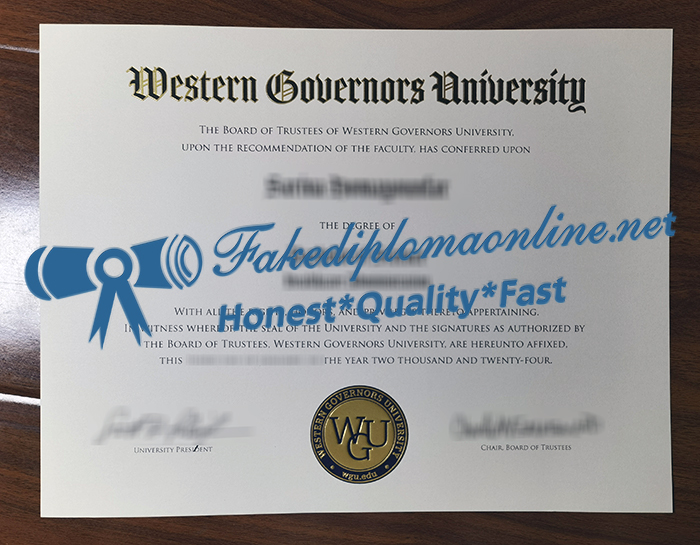 Western Governors University
THE BOARD OF TRUSTEES OF WESTERN GOVERNORS UNIVERSITY,
UPON THE RECOMMENDATION OF THE FACULTY, HAS CONFERRED UPON
THE DEGREE OF
Fakediplomaonline.net
Honest*Quality*Fast
WITH ALL THE AND THERETO APPERTAINING.
IN WITNESS WHEREOF THE SEAL OF THE UNIVERSITY AND THE SIGNATURES AS AUTHORIZED BY
THE BOARD OF TRUSTEES, WESTERN GOVERNORS UNIVERSITY, ARE HEREUNTO AFFIXED,
THIS THE YEAR TWO THOUSAND AND TWENTY-FOUR.
WESTERN GOVERNORS UNIVERSITY
WGU
wgu.edu
UNIVERSITY PRESIDENT
CHAIR, BOARD OF TRUSTEES